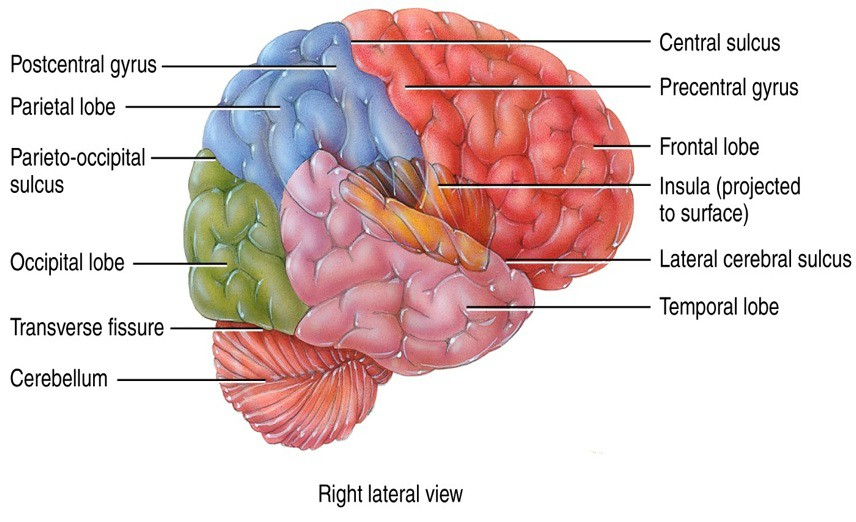 Postcentral gyrus
Parietal lobe
Parieto-occipital
sulcus
Occipital lobe
Transverse fissure
Cerebellum
Central sulcus
Precentral gyrus
Frontal lobe
Insula (projected
to surface)
Lateral cerebral sulcus
Temporal lobe
Right lateral view